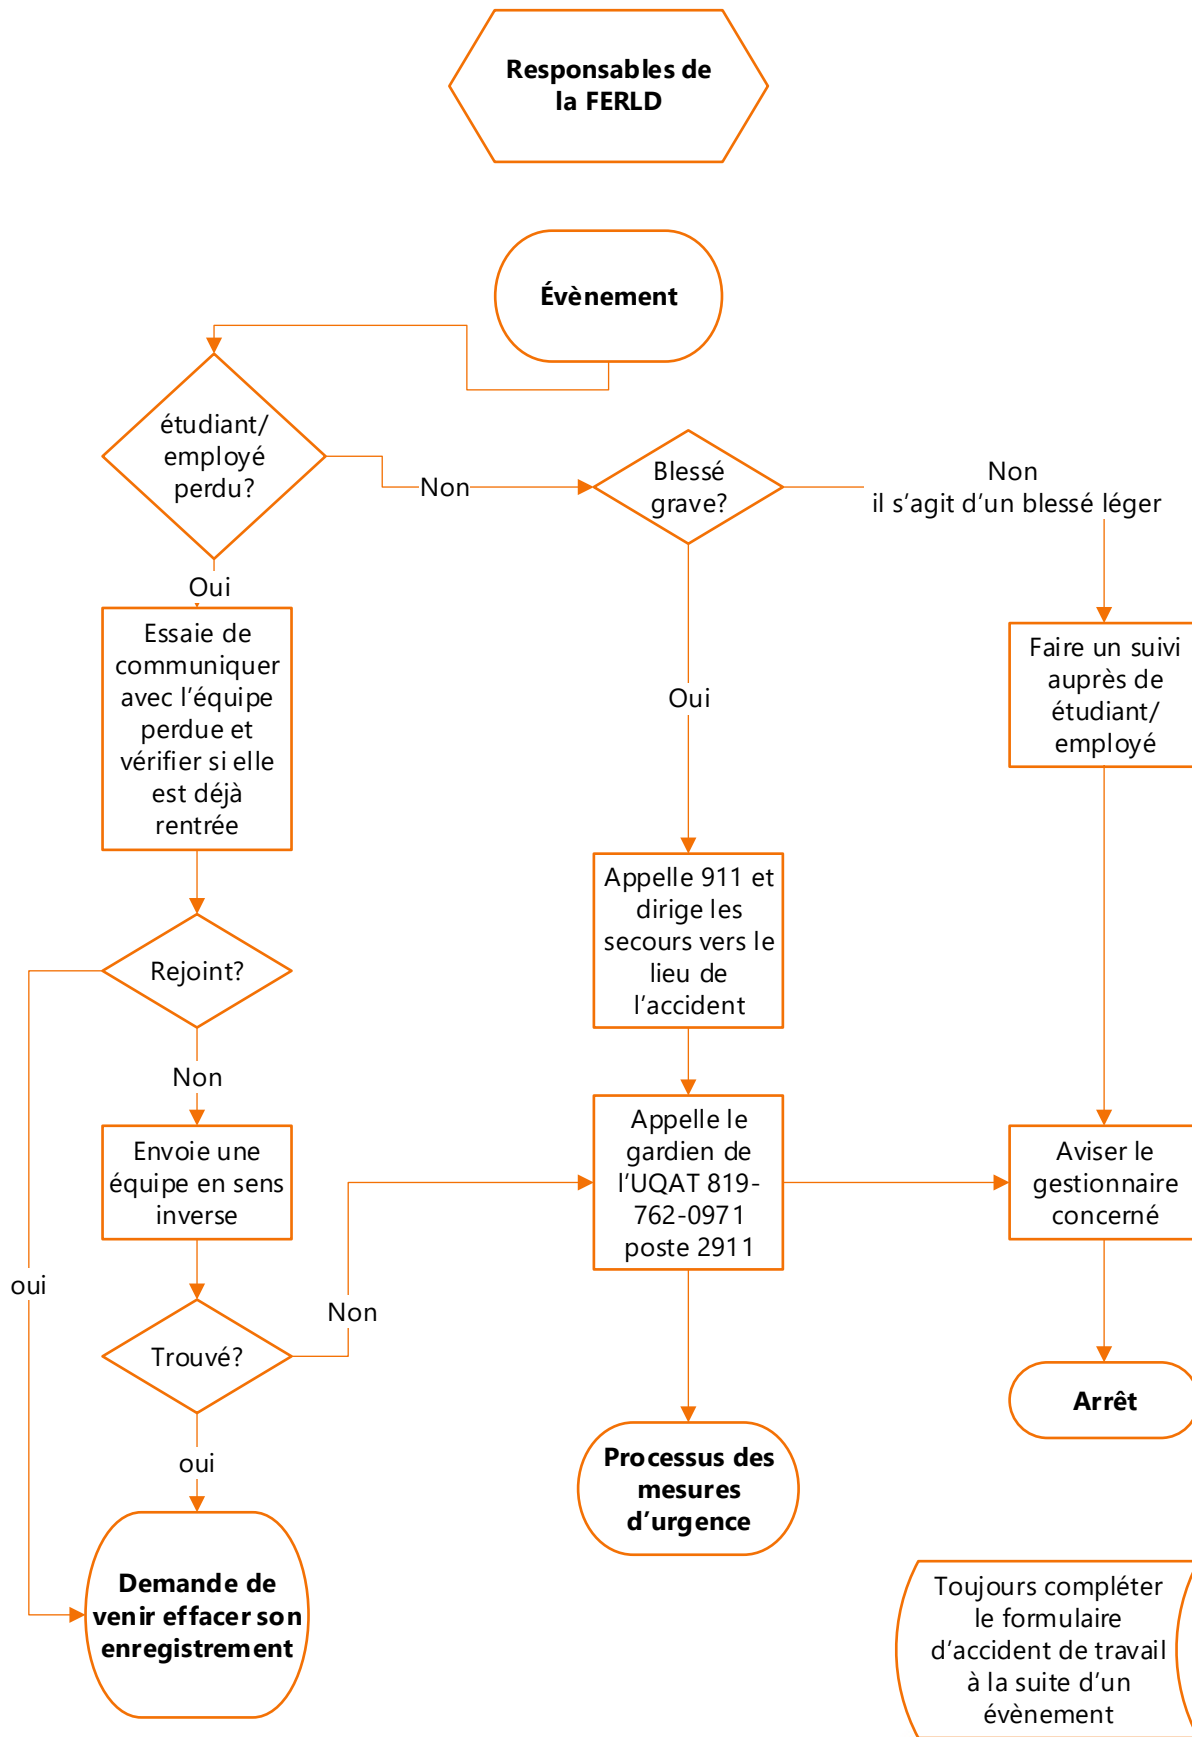 Responsables de
la FERLD
Évènement
étudiant/
employé
perdu?
Non
Blessé
grave?
Non
il s'agit d'un blessé léger
Oui
Essaie de
communiquer
avec l'équipe
perdue et
vérifier si elle
est déjà
rentrée
Oui
Faire un suivi
auprès de
étudiant/
employé
Appelle 911 et
dirige les
secours vers le
lieu de
l'accident
Rejoint?
Non
Envoie une
équipe en sens
inverse
Appelle le
gardien de
l'UQAT 819-
762-0971
poste 2911
Aviser le
gestionnaire
concerné
oui
Non
Trouvé?
oui
Arrêt
Processus des
mesures
d'urgence
Demande de
venir effacer son
enregistrement
Toujours compléter
le formulaire
d'accident de travail
à la suite d'un
évènement